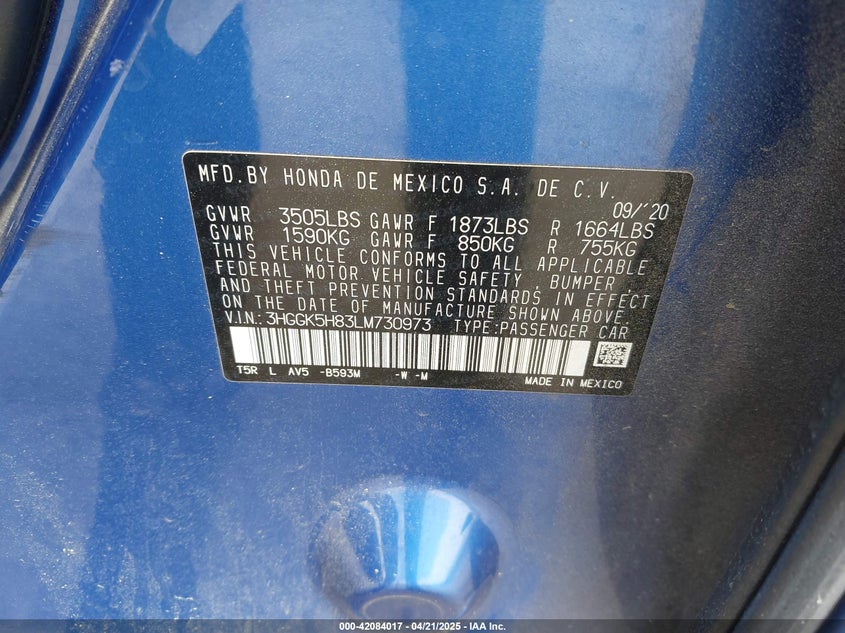 MFD.BY HONDA DE MEXICO S.A. DE C.V.
09/'20
GVWR 3505LBS GAWR F 1873LBS R 1664LBS
GVWR 1590KG GAWR F 850KG R 755KG
THIS VEHICLE CONFORMS TO ALL APPLICABLE
FEDERAL MOTOR VEHICLE SAFETY, BUMPER
AND THEFT PREVENTION STANDARDS IN EFFECT
ON THE DATE OF MANUFACTURE SHOWN ABOVE.
V.I.N.: 3HGGK5H83LM730973 TYPE:PASSENGER CAR
T5R L AV5 -B593M -W -M
MADE IN MEXICO
000-42084017 - 04/21/2025 - IAA Inc.